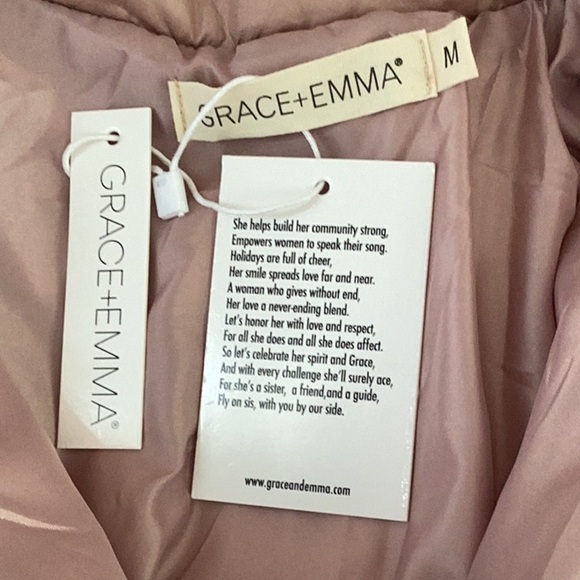 GRACE+EMMA®
M
GRACE+EMMA®
She helps build her community strong,
Empowers women to speak their song.
Holidays are full of cheer,
Her smile spreads love far and near.
A woman who gives without end,
Her love a never-ending blend.
Let's honor her with love and respect,
For all she does and all she does affect.
So let's celebrate her spirit and Grace,
And with every challenge she'll surely ace,
For she's a sister, a friend,and a guide,
Fly on sis, with you by our side.
www.graceandemma.com